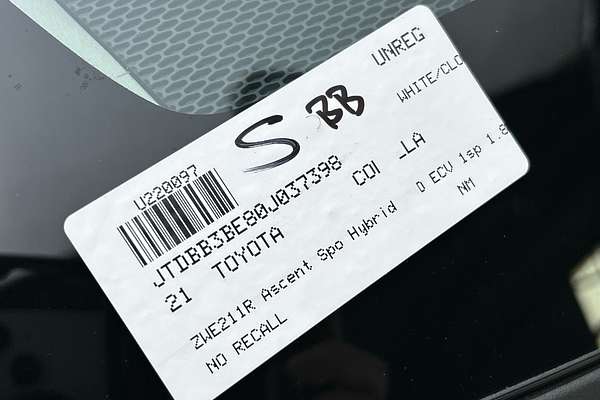 UNREG
S BB
WHITE/CLO
U220097
JTDBB3BE80J037398
COI _LA
21 TOYOTA
D ECV 1sp 1.8
ZWE211R Ascent Spo Hybrid
NM
NO RECALL